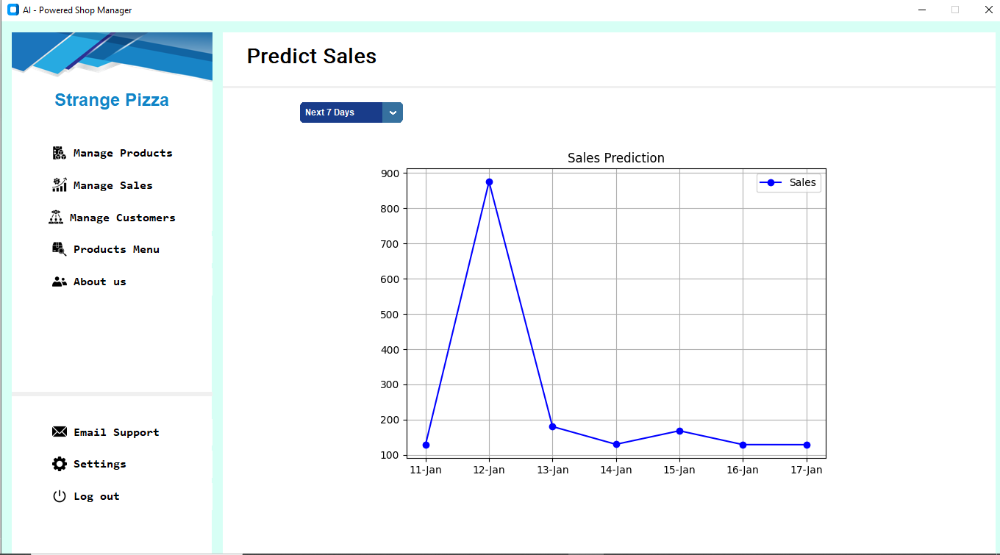 AI - Powered Shop Manager
Strange Pizza
Manage Products
Manage Sales
Manage Customers
Products Menu
About us
Email Support
Settings
Log out
Predict Sales
Next 7 Days
Sales Prediction
Sales
900
800
700
600
500
400
300
200
100
11-Jan 12-Jan 13-Jan 14-Jan 15-Jan 16-Jan 17-Jan